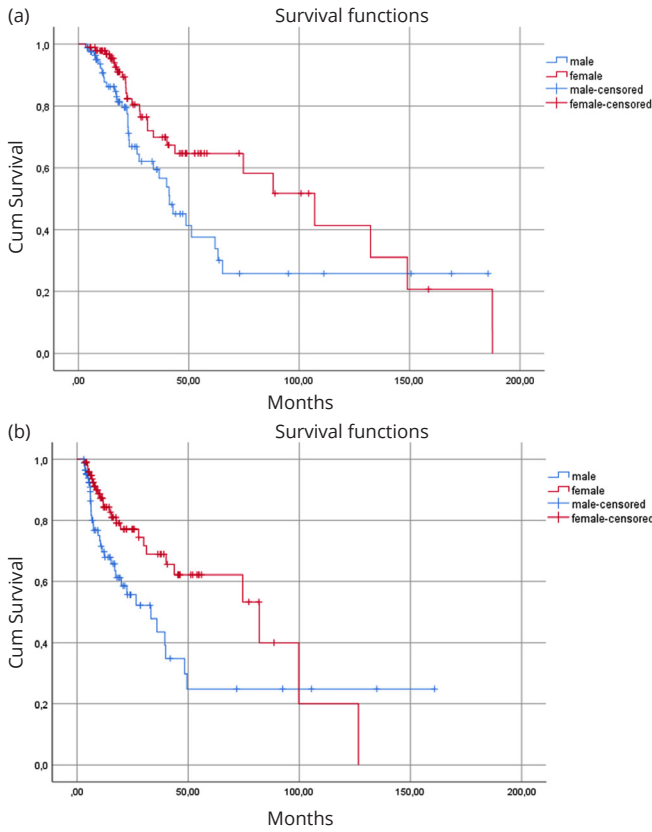 (a)
Survival functions
1,0
0,8
0,6
0,4
0,2
0,0
Cum Survival
,00
50,00
100,00
150,00
200,00
Months
male
female
male-censored
female-censored
(b)
Survival functions
1,0
0,8
0,6
0,4
0,2
0,0
Cum Survival
,00
50,00
100,00
150,00
200,00
Months
male
female
male-censored
female-censored